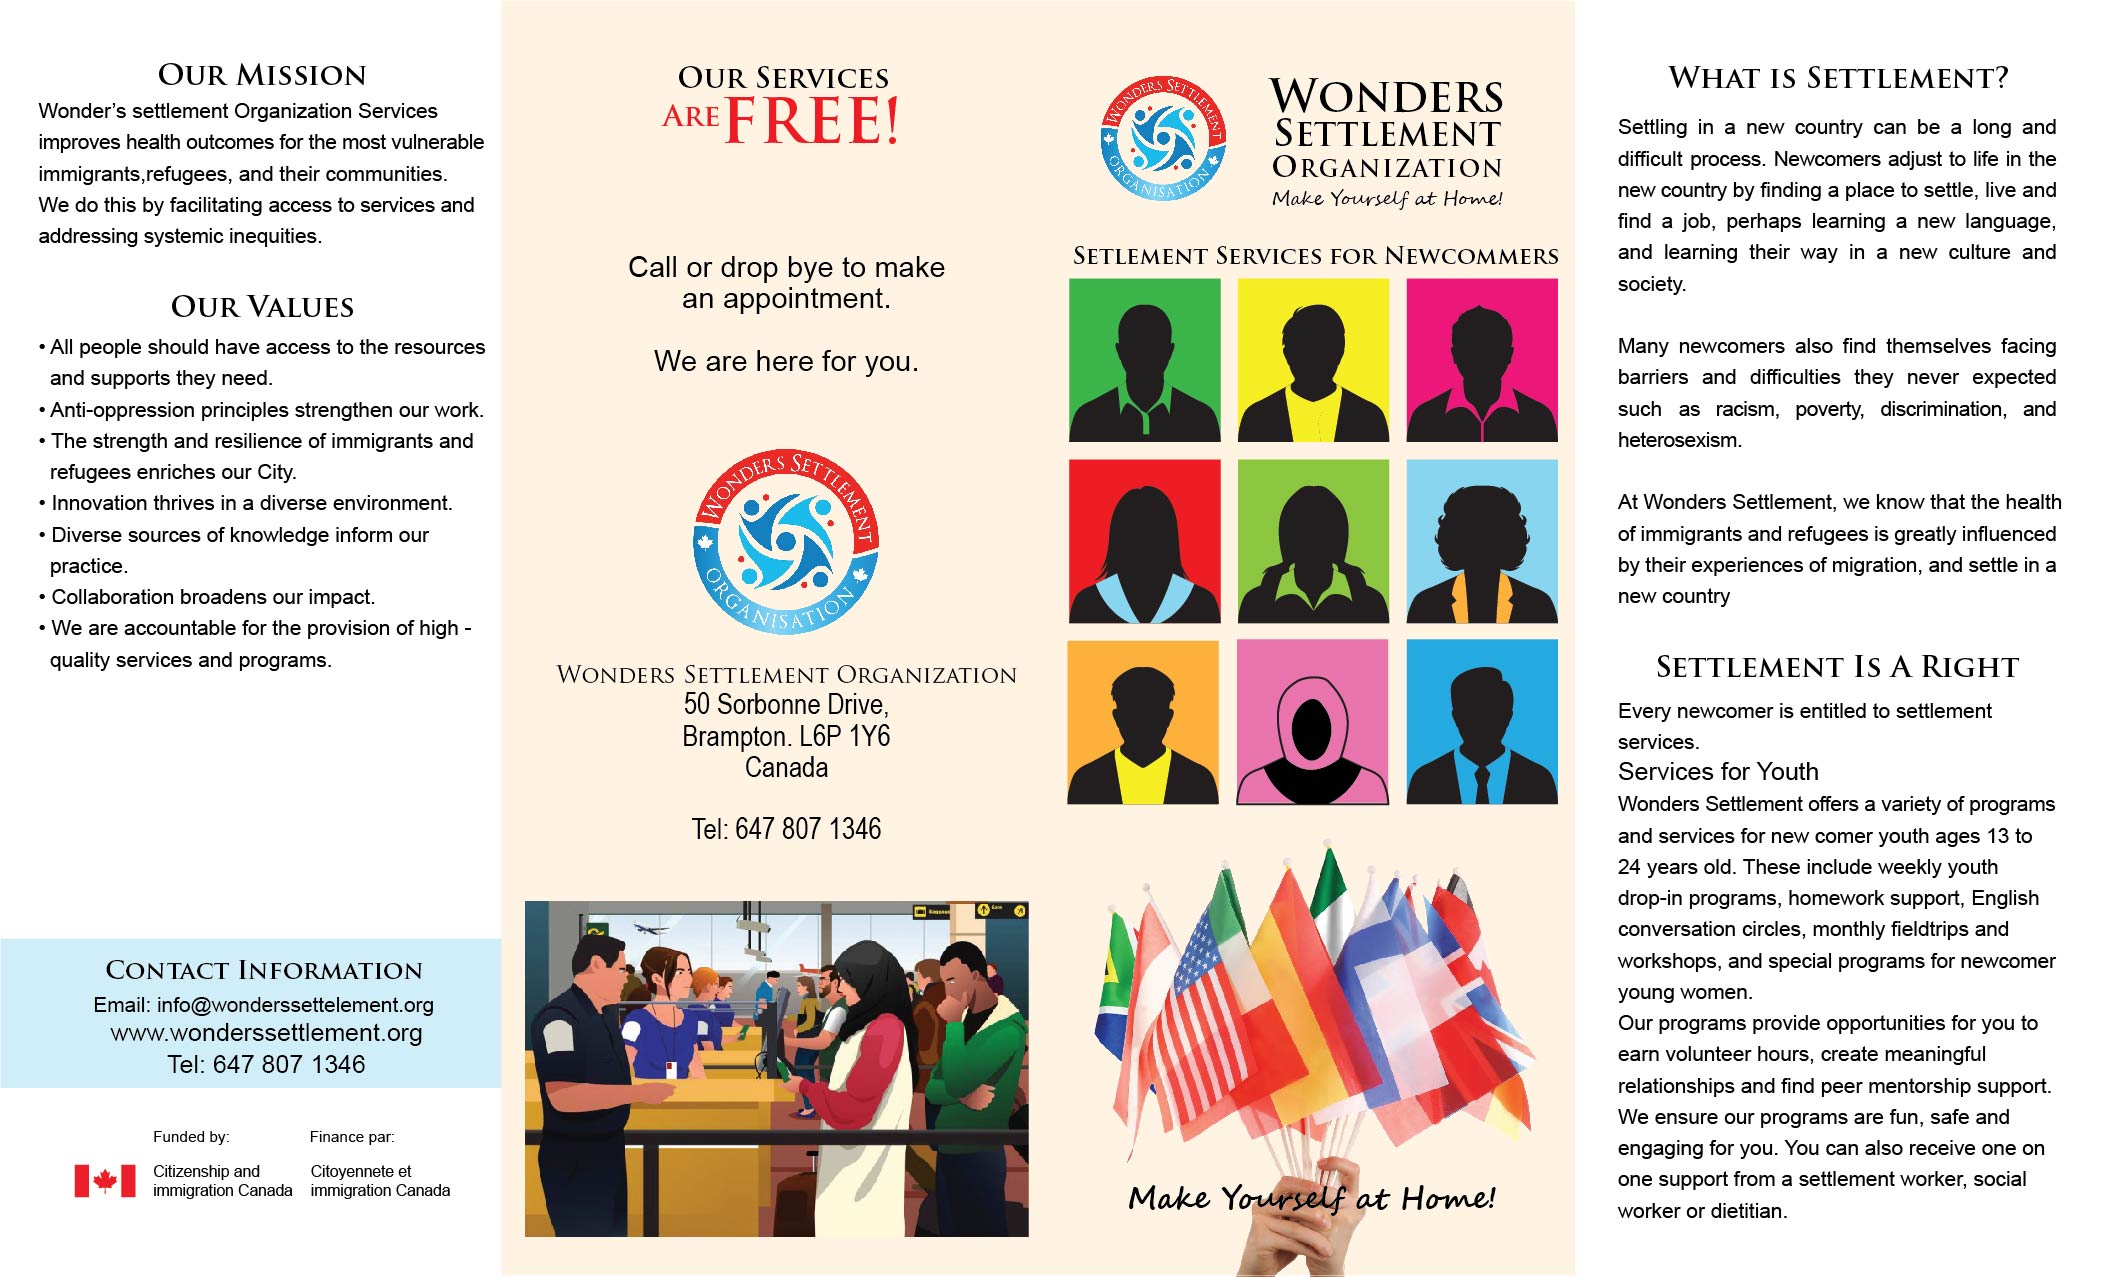 Our Mission
Wonder's settlement Organization Services
improves health outcomes for the most vulnerable
immigrants,refugees, and their communities.
We do this by facilitating access to services and
addressing systemic inequities.
Our Values
• All people should have access to the resources
and supports they need.
• Anti-oppression principles strengthen our work.
• The strength and resilience of immigrants and
refugees enriches our City.
• Innovation thrives in a diverse environment.
• Diverse sources of knowledge inform our
practice.
• Collaboration broadens our impact.
• We are accountable for the provision of high -
quality services and programs.
Contact Information
Email: info@wonderssettelement.org
www.wonderssettlement.org
Tel: 647 807 1346
Funded by:
Citizenship and
immigration Canada
Finance par:
Citoyennete et
immigration Canada
Our Services
Are FREE!
Call or drop bye to make
an appointment.
We are here for you.
Wonders Settlement
Organisation
Wonders Settlement Organization
50 Sorbonne Drive,
Brampton. L6P 1Y6
Canada
Tel: 647 807 1346
Wonders Settlement
Organisation
Wonders
Settlement
Organization
Make Yourself at Home!
Setlement Services for Newcommers
Make Yourself at Home!
What is Settlement?
Settling in a new country can be a long and
difficult process. Newcomers adjust to life in the
new country by finding a place to settle, live and
find a job, perhaps learning a new language,
and learning their way in a new culture and
society.
Many newcomers also find themselves facing
barriers and difficulties they never expected
such as racism, poverty, discrimination, and
heterosexism.
At Wonders Settlement, we know that the health
of immigrants and refugees is greatly influenced
by their experiences of migration, and settle in a
new country
Settlement Is A Right
Every newcomer is entitled to settlement
services.
Services for Youth
Wonders Settlement offers a variety of programs
and services for new comer youth ages 13 to
24 years old. These include weekly youth
drop-in programs, homework support, English
conversation circles, monthly fieldtrips and
workshops, and special programs for newcomer
young women.
Our programs provide opportunities for you to
earn volunteer hours, create meaningful
relationships and find peer mentorship support.
We ensure our programs are fun, safe and
engaging for you. You can also receive one on
one support from a settlement worker, social
worker or dietitian.